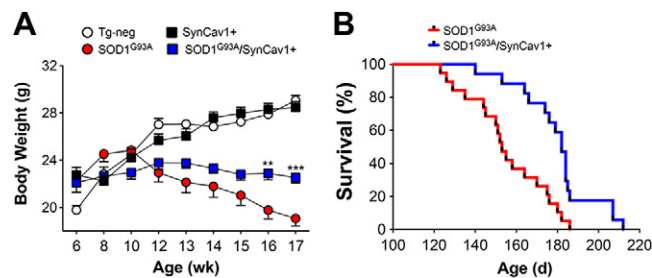 A
Tg-neg
SynCav1+
SOD1G93A
SOD1G93A/SynCav1+
Body Weight (g)
32
28
24
20
** ***
6 8 10 12 13 14 15 16 17
Age (wk)
B
SOD1G93A
SOD1G93A/SynCav1+
Survival (%)
100
80
60
40
20
0
100 120 140 160 180 200 220
Age (d)